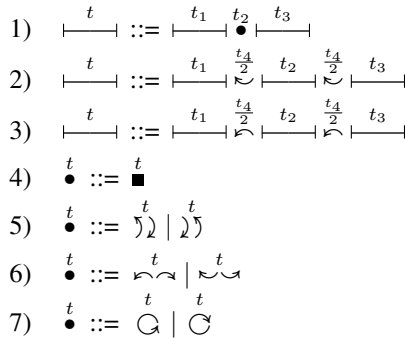 1) t ::= t₁ t₂ • t₃
2) t ::= t₁ t₄/2 t₂ t₄/2 t₃
3) t ::= t₁ t₄/2 t₂ t₄/2 t₃
4) t • ::= t ■
5) t • ::= t | t
6) t • ::= t | t
7) t • ::= t | t